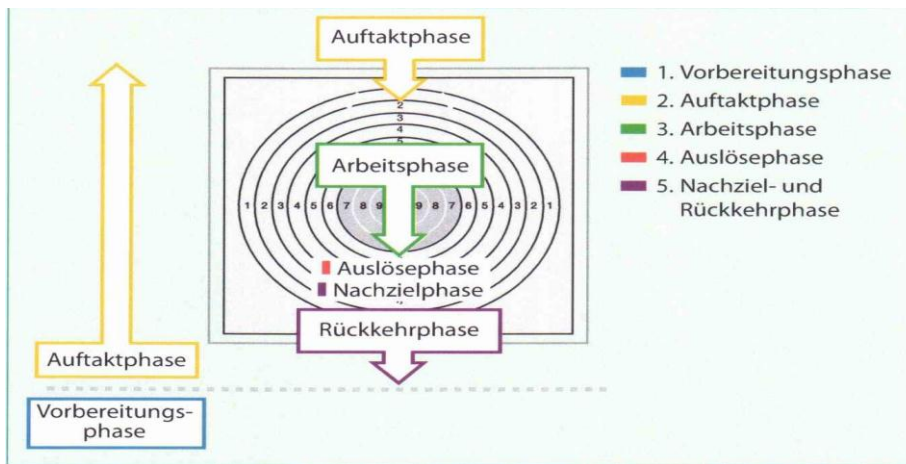 Auftaktphase
1. Vorbereitungsphase
2. Auftaktphase
3. Arbeitsphase
4. Auslösephase
5. Nachziel- und
Rückkehrphase
2
3
4
5
Arbeitsphase
1 2 3 4 5 6 7 8 9 9 8 7 6 5 4 3 2 1
Auslösephase
Nachzielphase
Rückkehrphase
Auftaktphase
Vorbereitungs-
phase